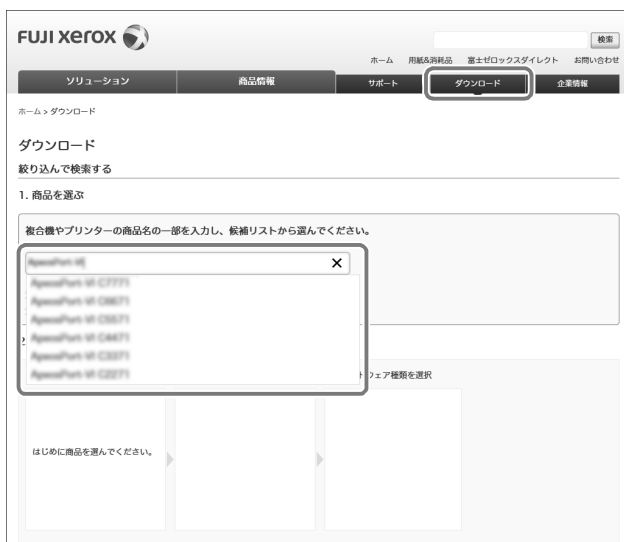 FUJI xerox
検索
ホーム 用紙&消耗品 富士ゼロックスダイレクト お問い合わせ
ソリューション 商品情報 サポート ダウンロード 企業情報
ホーム > ダウンロード
ダウンロード
絞り込んで検索する
1. 商品を選ぶ
複合機やプリンターの商品名の一部を入力し、候補リストから選んでください。
ApeosPort-VI
ApeosPort-VI C7771
ApeosPort-VI C6671
ApeosPort-VI C5571
ApeosPort-VI C4471
ApeosPort-VI C3371
ApeosPort-VI C2271
2
ウェア種類を選択
はじめに商品を選んでください。